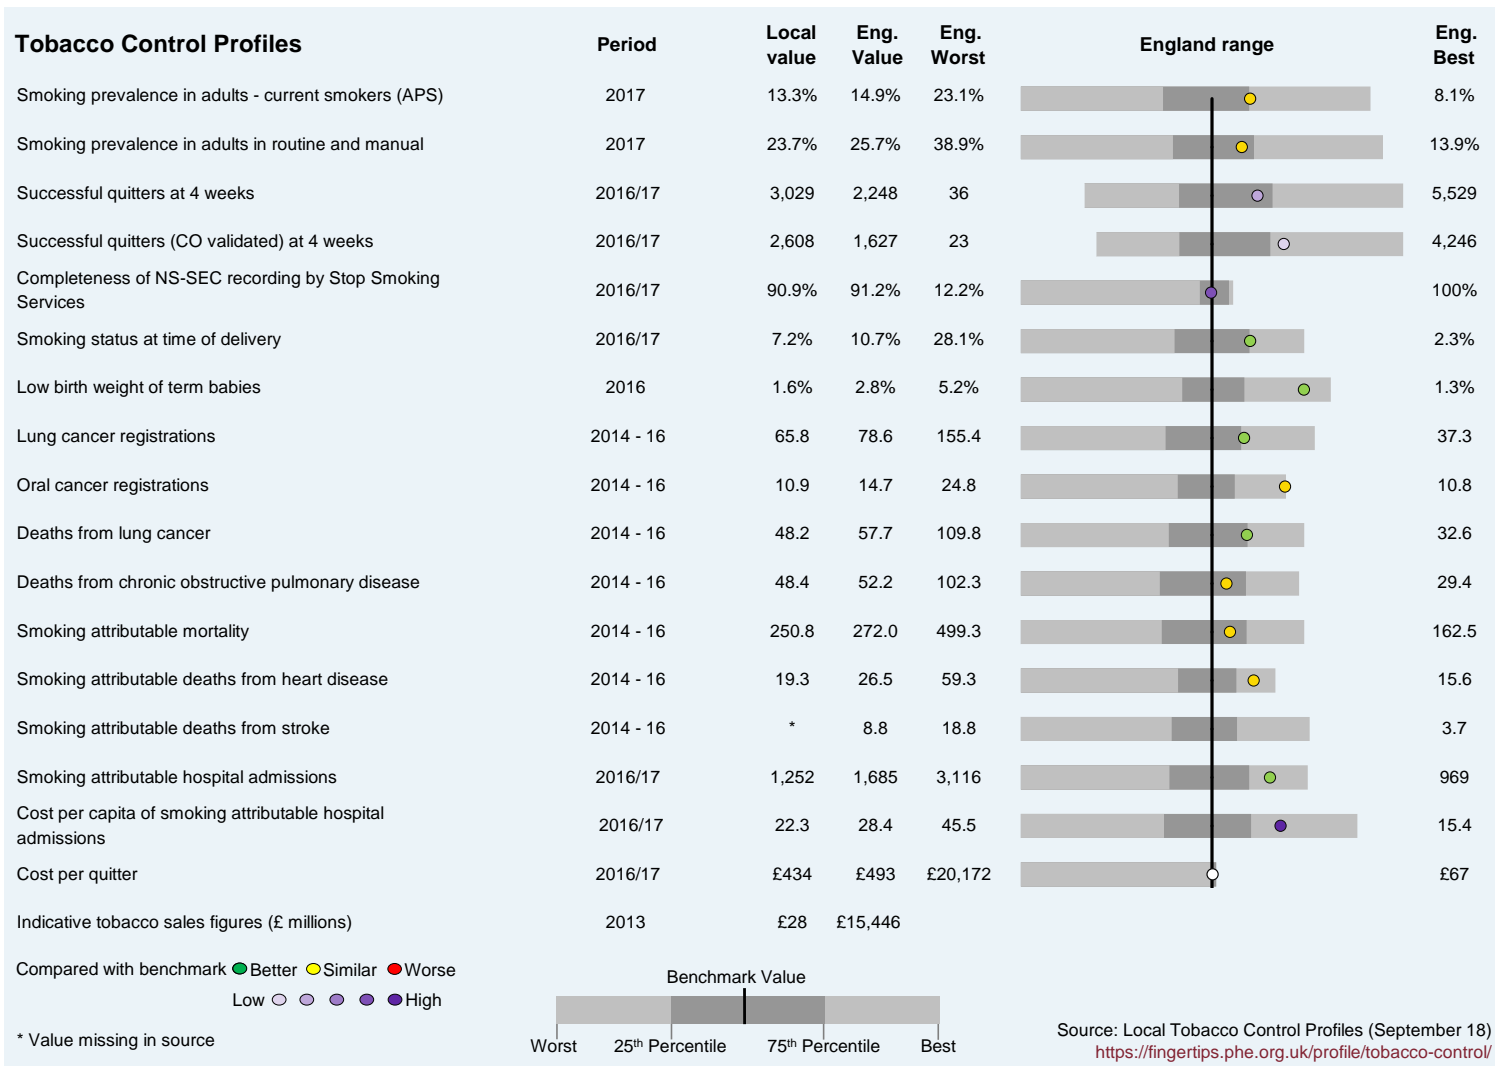 Tobacco Control Profiles Period Local value Eng. Value Eng. Worst England range Eng. Best
Smoking prevalence in adults - current smokers (APS) 2017 13.3% 14.9% 23.1% 8.1%
Smoking prevalence in adults in routine and manual 2017 23.7% 25.7% 38.9% 13.9%
Successful quitters at 4 weeks 2016/17 3,029 2,248 36 5,529
Successful quitters (CO validated) at 4 weeks 2016/17 2,608 1,627 23 4,246
Completeness of NS-SEC recording by Stop Smoking
Services 2016/17 90.9% 91.2% 12.2% 100%
Smoking status at time of delivery 2016/17 7.2% 10.7% 28.1% 2.3%
Low birth weight of term babies 2016 1.6% 2.8% 5.2% 1.3%
Lung cancer registrations 2014 - 16 65.8 78.6 155.4 37.3
Oral cancer registrations 2014 - 16 10.9 14.7 24.8 10.8
Deaths from lung cancer 2014 - 16 48.2 57.7 109.8 32.6
Deaths from chronic obstructive pulmonary disease 2014 - 16 48.4 52.2 102.3 29.4
Smoking attributable mortality 2014 - 16 250.8 272.0 499.3 162.5
Smoking attributable deaths from heart disease 2014 - 16 19.3 26.5 59.3 15.6
Smoking attributable deaths from stroke 2014 - 16 * 8.8 18.8 3.7
Smoking attributable hospital admissions 2016/17 1,252 1,685 3,116 969
Cost per capita of smoking attributable hospital
admissions 2016/17 22.3 28.4 45.5 15.4
Cost per quitter 2016/17 £434 £493 £20,172 £67
Indicative tobacco sales figures (£ millions) 2013 £28 £15,446
Compared with benchmark Better Similar Worse
Low High
* Value missing in source
Benchmark Value
Worst 25th Percentile 75th Percentile Best
Source: Local Tobacco Control Profiles (September 18)
https://fingertips.phe.org.uk/profile/tobacco-control/